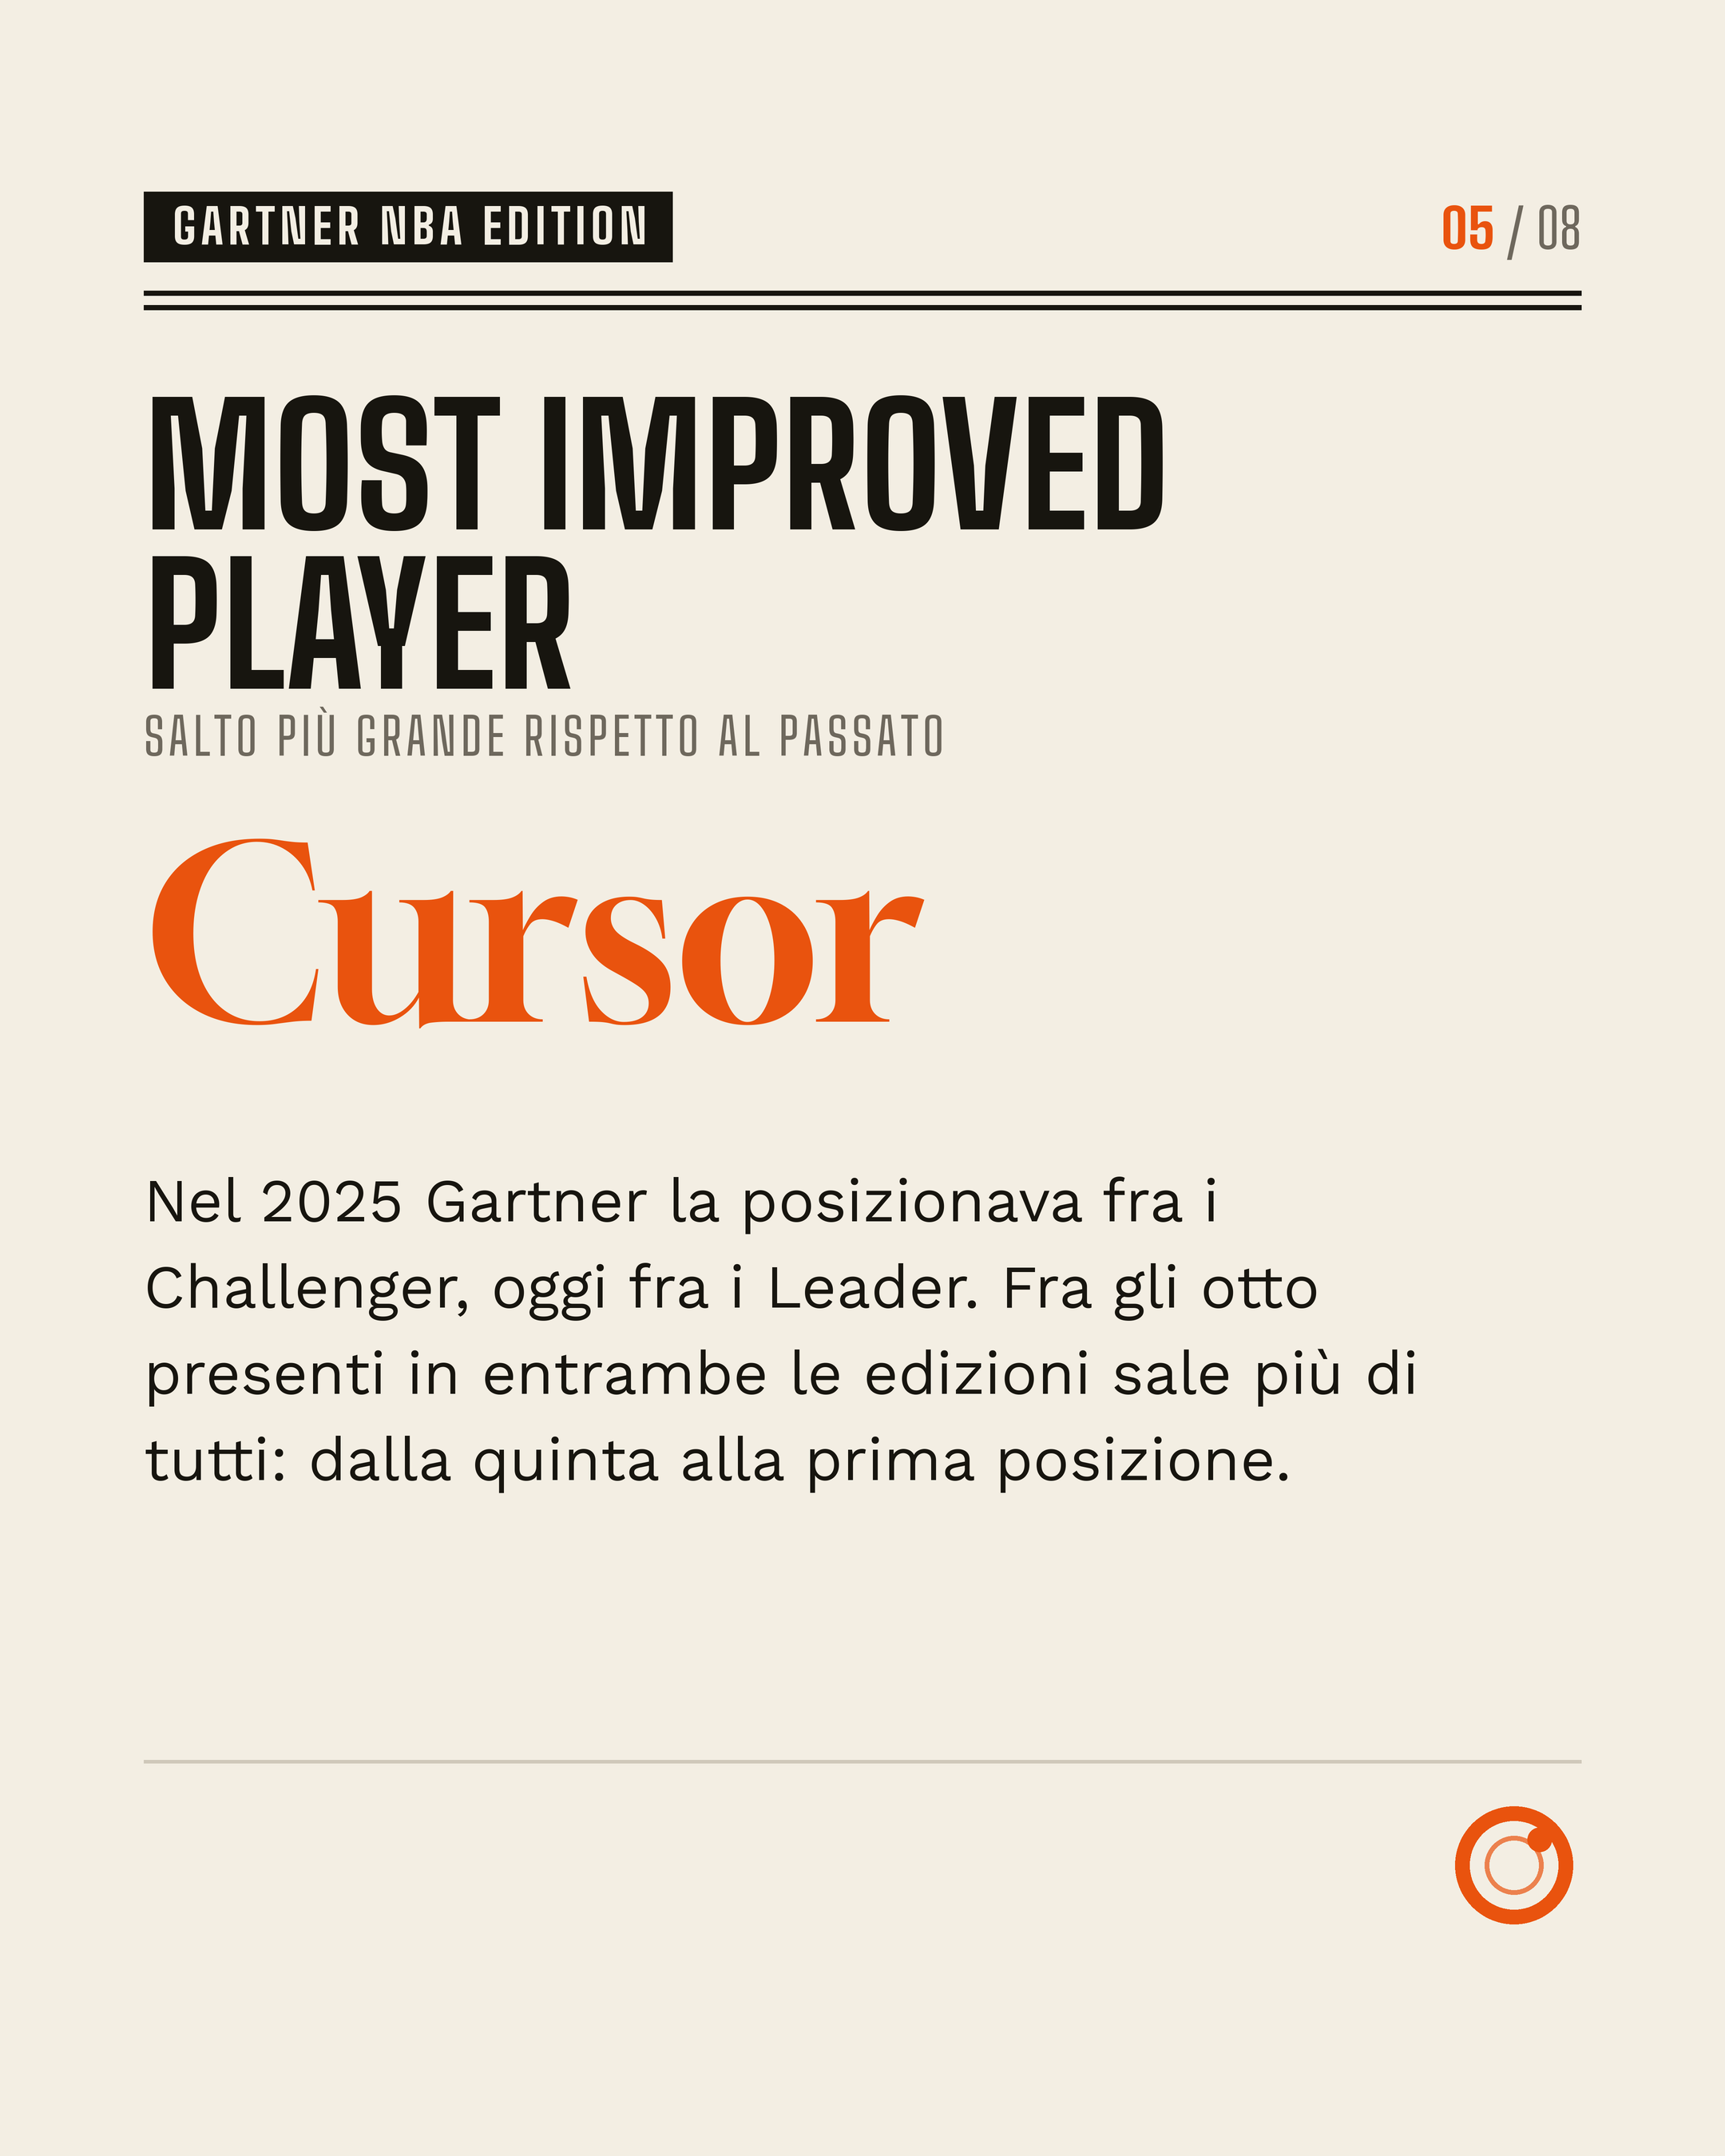 GARTNER NBA EDITION
05 / 08
MOST IMPROVED
PLAYER
SALTO PIÙ GRANDE RISPETTO AL PASSATO
Cursor
Nel 2025 Gartner la posizionava fra i
Challenger, oggi fra i Leader. Fra gli otto
presenti in entrambe le edizioni sale più di
tutti: dalla quinta alla prima posizione.